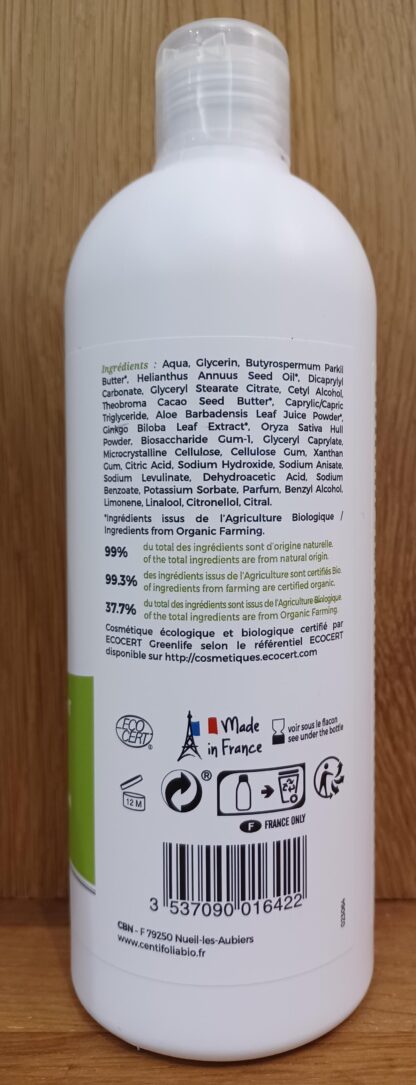 Ingrédients : Aqua, Glycerin, Butyrospermum Parkii
Butter*, Helianthus Annuus Seed Oil*, Dicaprylyl
Carbonate, Glyceryl Stearate Citrate, Cetyl Alcohol,
Theobroma Cacao Seed Butter*, Caprylic/Capric
Triglyceride, Aloe Barbadensis Leaf Juice Powder*,
Ginkgo Biloba Leaf Extract*, Oryza Sativa Hull
Powder, Biosaccharide Gum-1, Glyceryl Caprylate,
Microcrystalline Cellulose, Cellulose Gum, Xanthan
Gum, Citric Acid, Sodium Hydroxide, Sodium Anisate,
Sodium Levulinate, Dehydroacetic Acid, Sodium
Benzoate, Potassium Sorbate, Parfum, Benzyl Alcohol,
Limonene, Linalool, Citronellol, Citral.
*Ingrédients issus de l'Agriculture Biologique /
Ingredients from Organic Farming.
99% du total des ingrédients sont d'origine naturelle.
of the total ingredients are from natural origin.
99.3% des ingrédients issus de l'Agriculture sont certifiés Bio.
of ingredients from farming are certified organic.
37.7% du total des ingrédients sont issus de l'Agriculture Biologique.
of the total ingredients are from Organic Farming.
Cosmétique écologique et biologique certifié par
ECOCERT Greenlife selon le référentiel ECOCERT
disponible sur http://cosmetiques.ecocert.com
ECO
CERT
®
Made
in France
voir sous le flacon
see under the bottle
12 M
®
F FRANCE ONLY
3 537090 016422
023064
CBN - F 79250 Nueil-les-Aubiers
www.centifoliabio.fr